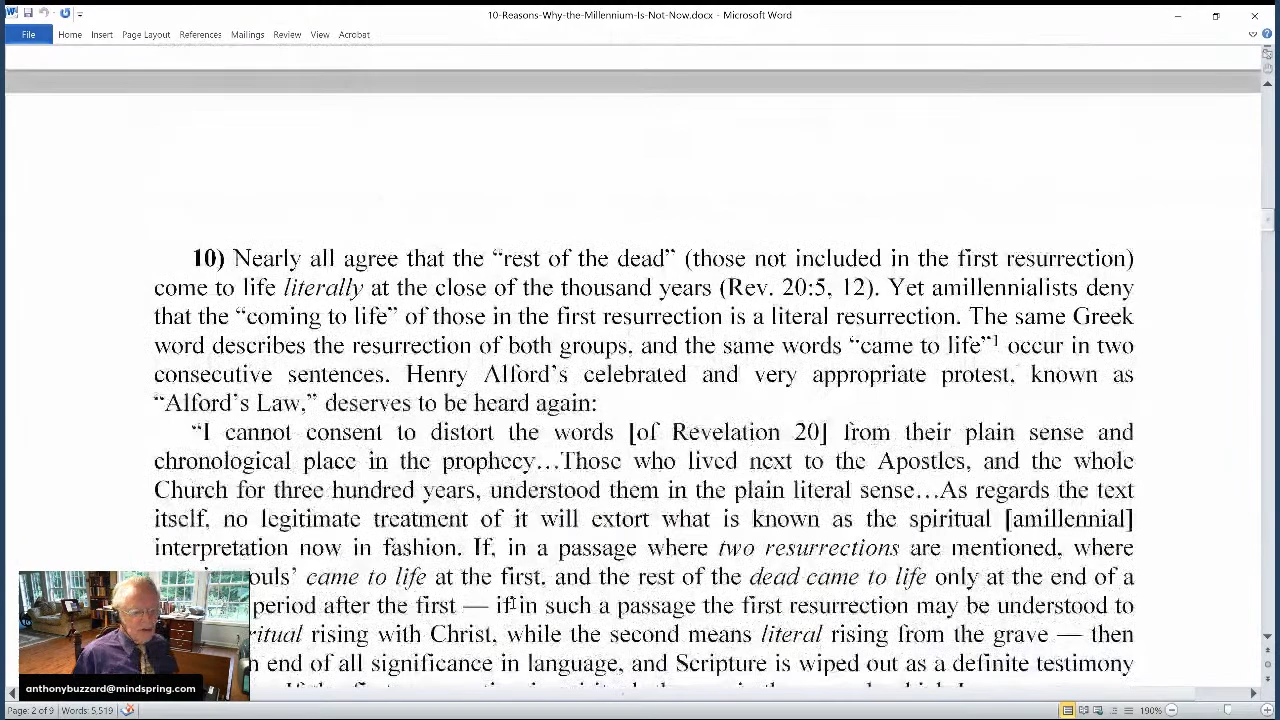 10-Reasons-Why-the-Millennium-Is-Not-Now.docx - Microsoft Word
File Home Insert Page Layout References Mailings Review View Acrobat
10) Nearly all agree that the “rest of the dead” (those not included in the first resurrection)
come to life literally at the close of the thousand years (Rev. 20:5, 12). Yet amillennialists deny
that the “coming to life” of those in the first resurrection is a literal resurrection. The same Greek
word describes the resurrection of both groups, and the same words “came to life”1 occur in two
consecutive sentences. Henry Alford’s celebrated and very appropriate protest, known as
“Alford’s Law,” deserves to be heard again:
“I cannot consent to distort the words [of Revelation 20] from their plain sense and
chronological place in the prophecy…Those who lived next to the Apostles, and the whole
Church for three hundred years, understood them in the plain literal sense…As regards the text
itself, no legitimate treatment of it will extort what is known as the spiritual [amillennial]
interpretation now in fashion. If, in a passage where two resurrections are mentioned, where
ouls’ came to life at the first, and the rest of the dead came to life only at the end of a
period after the first — if in such a passage the first resurrection may be understood to
ritual rising with Christ, while the second means literal rising from the grave — then
end of all significance in language, and Scripture is wiped out as a definite testimony
anthonybuzzard@mindspring.com
Page: 2 of 9 Words: 5,519 190%